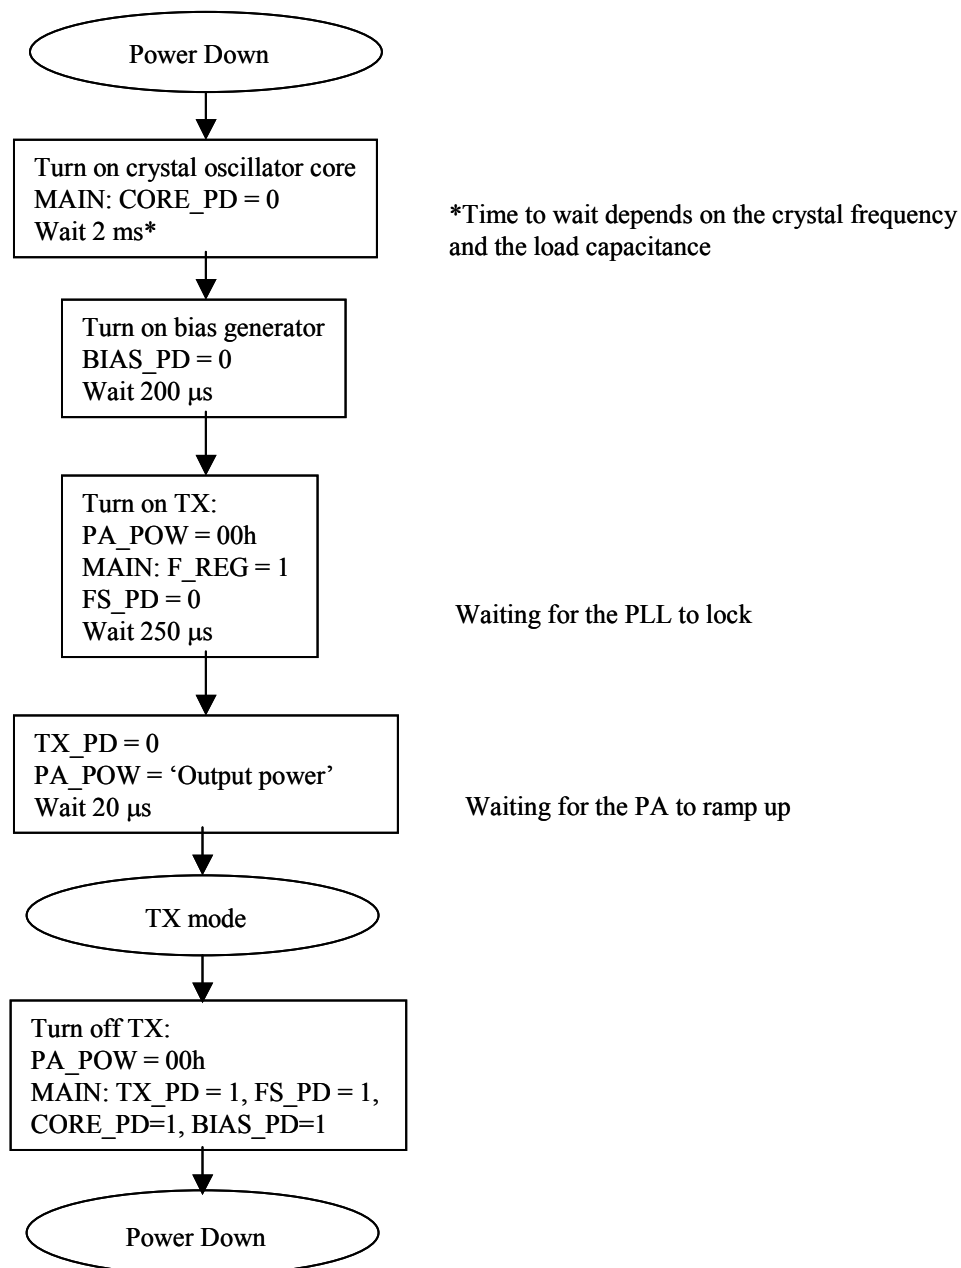 Power Down
Turn on crystal oscillator core
MAIN: CORE_PD = 0
Wait 2 ms*
*Time to wait depends on the crystal frequency
and the load capacitance
Turn on bias generator
BIAS_PD = 0
Wait 200 μs
Turn on TX:
PA_POW = 00h
MAIN: F_REG = 1
FS_PD = 0
Wait 250 μs
Waiting for the PLL to lock
TX_PD = 0
PA_POW = ‘Output power’
Wait 20 μs
Waiting for the PA to ramp up
TX mode
Turn off TX:
PA_POW = 00h
MAIN: TX_PD = 1, FS_PD = 1,
CORE_PD=1, BIAS_PD=1
Power Down